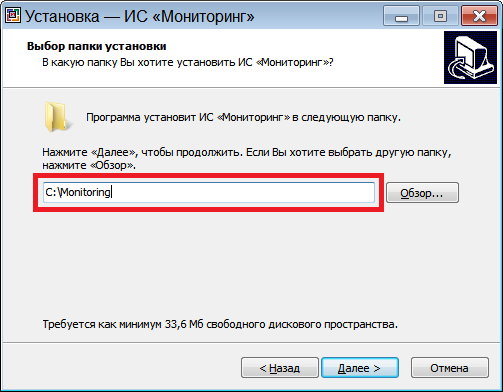 Установка — ИС «Мониторинг»
Выбор папки установки
В какую папку Вы хотите установить ИС «Мониторинг»?
Программа установит ИС «Мониторинг» в следующую папку.
Нажмите «Далее», чтобы продолжить. Если Вы хотите выбрать другую папку,
нажмите «Обзор».
C:\Monitoring
Обзор...
Требуется как минимум 33,6 Мб свободного дискового пространства.
< Назад
Далее >
Отмена